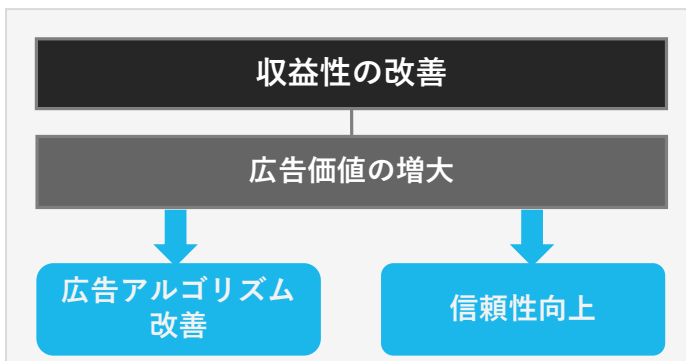 収益性の改善
広告価値の増大
広告アルゴリズム
改善
信頼性向上